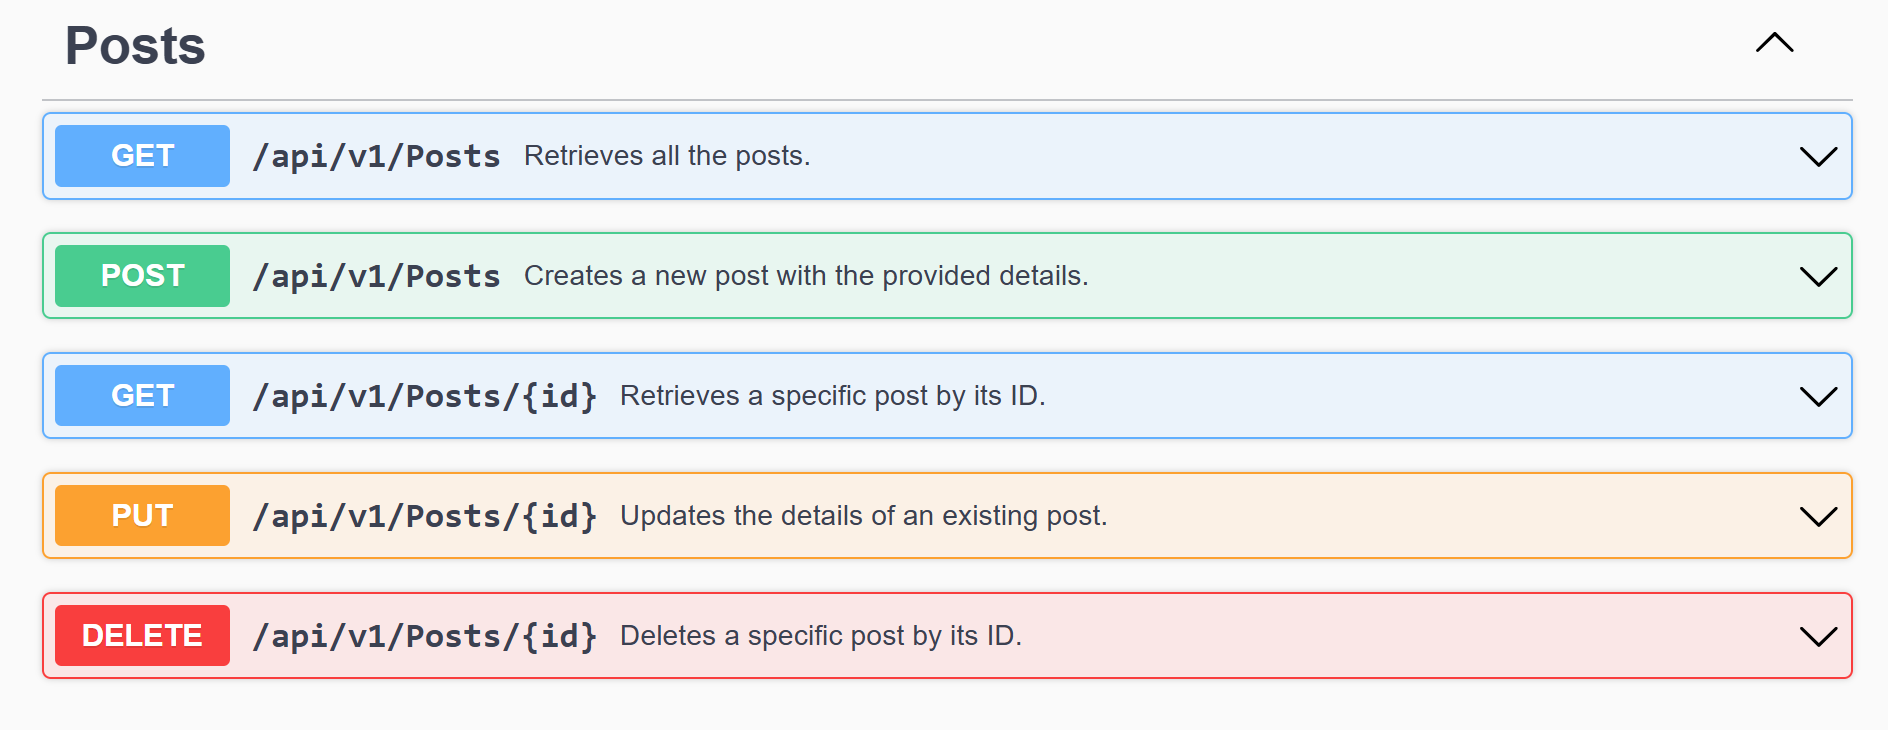 Posts
GET /api/v1/Posts Retrieves all the posts.
POST /api/v1/Posts Creates a new post with the provided details.
GET /api/v1/Posts/{id} Retrieves a specific post by its ID.
PUT /api/v1/Posts/{id} Updates the details of an existing post.
DELETE /api/v1/Posts/{id} Deletes a specific post by its ID.